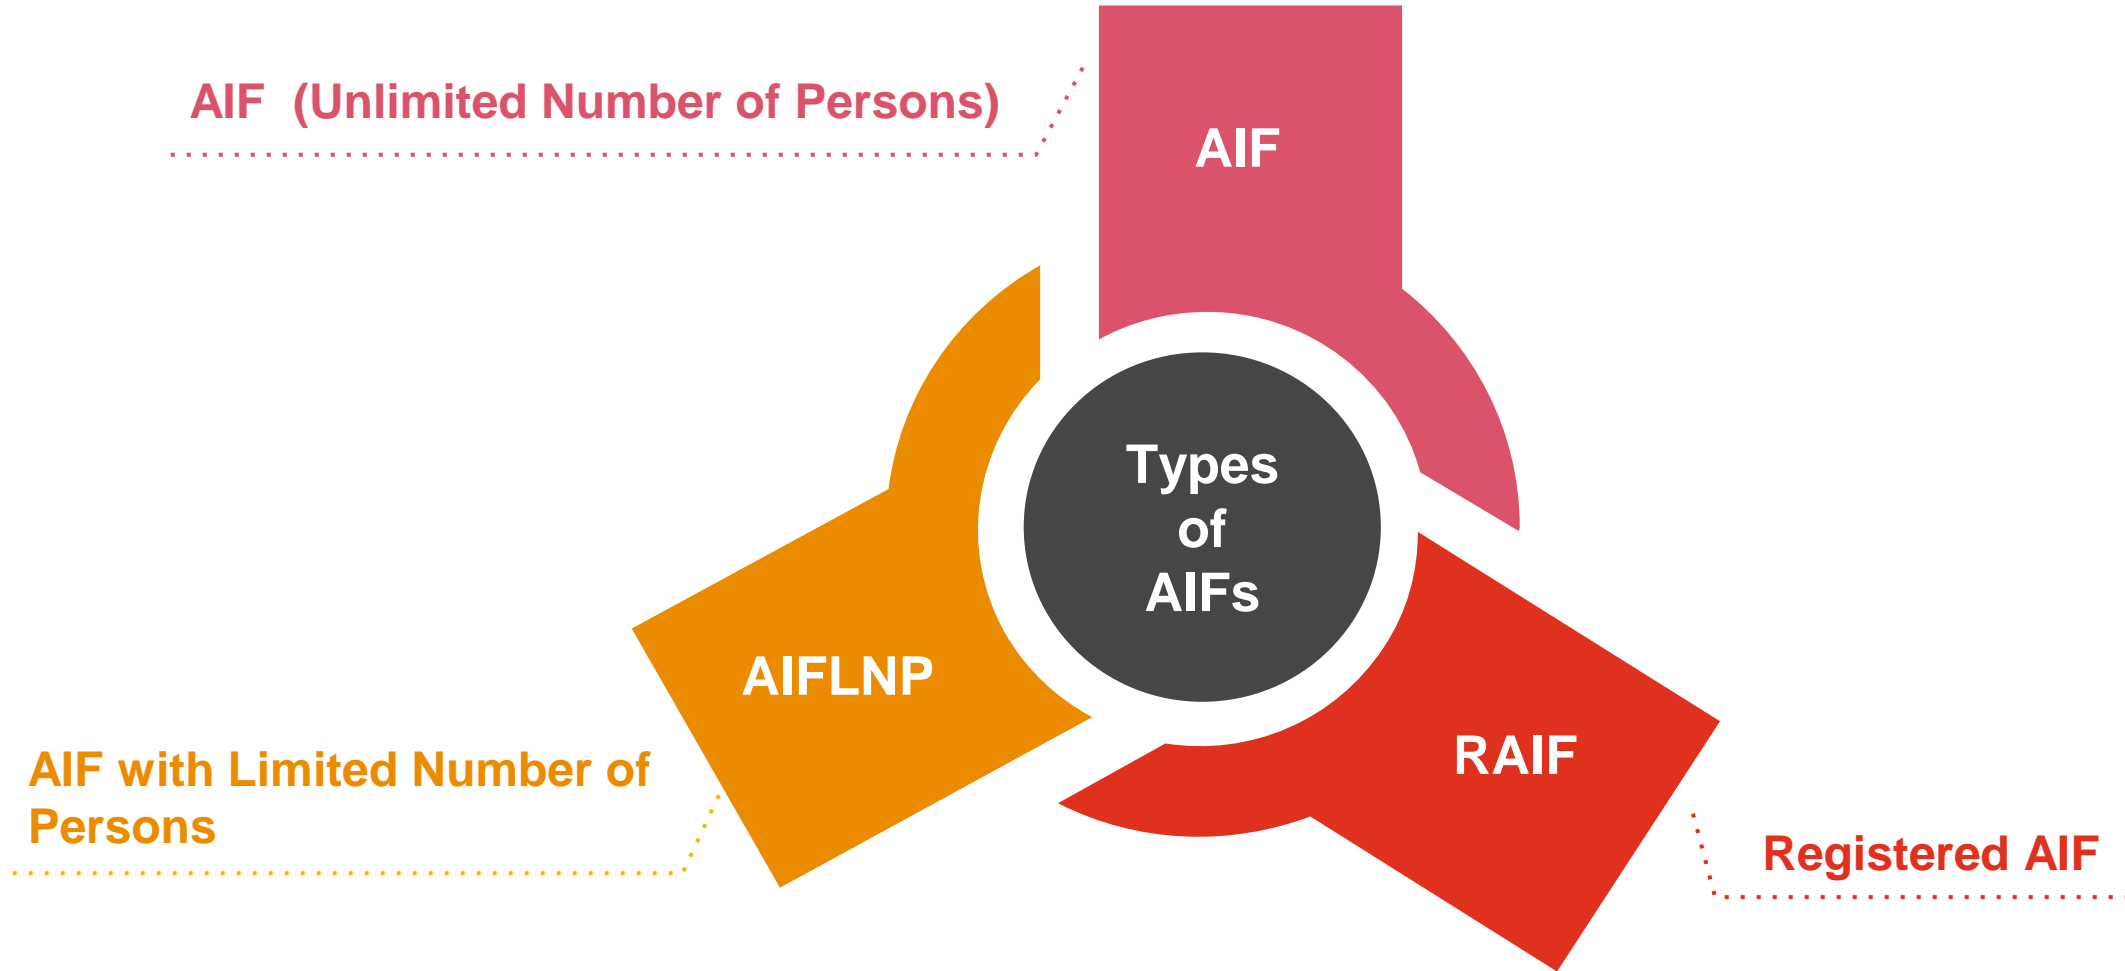 AIF (Unlimited Number of Persons)
AIF
Types
of
AIFs
AIFLNP
AIF with Limited Number of
Persons
RAIF
Registered AIF